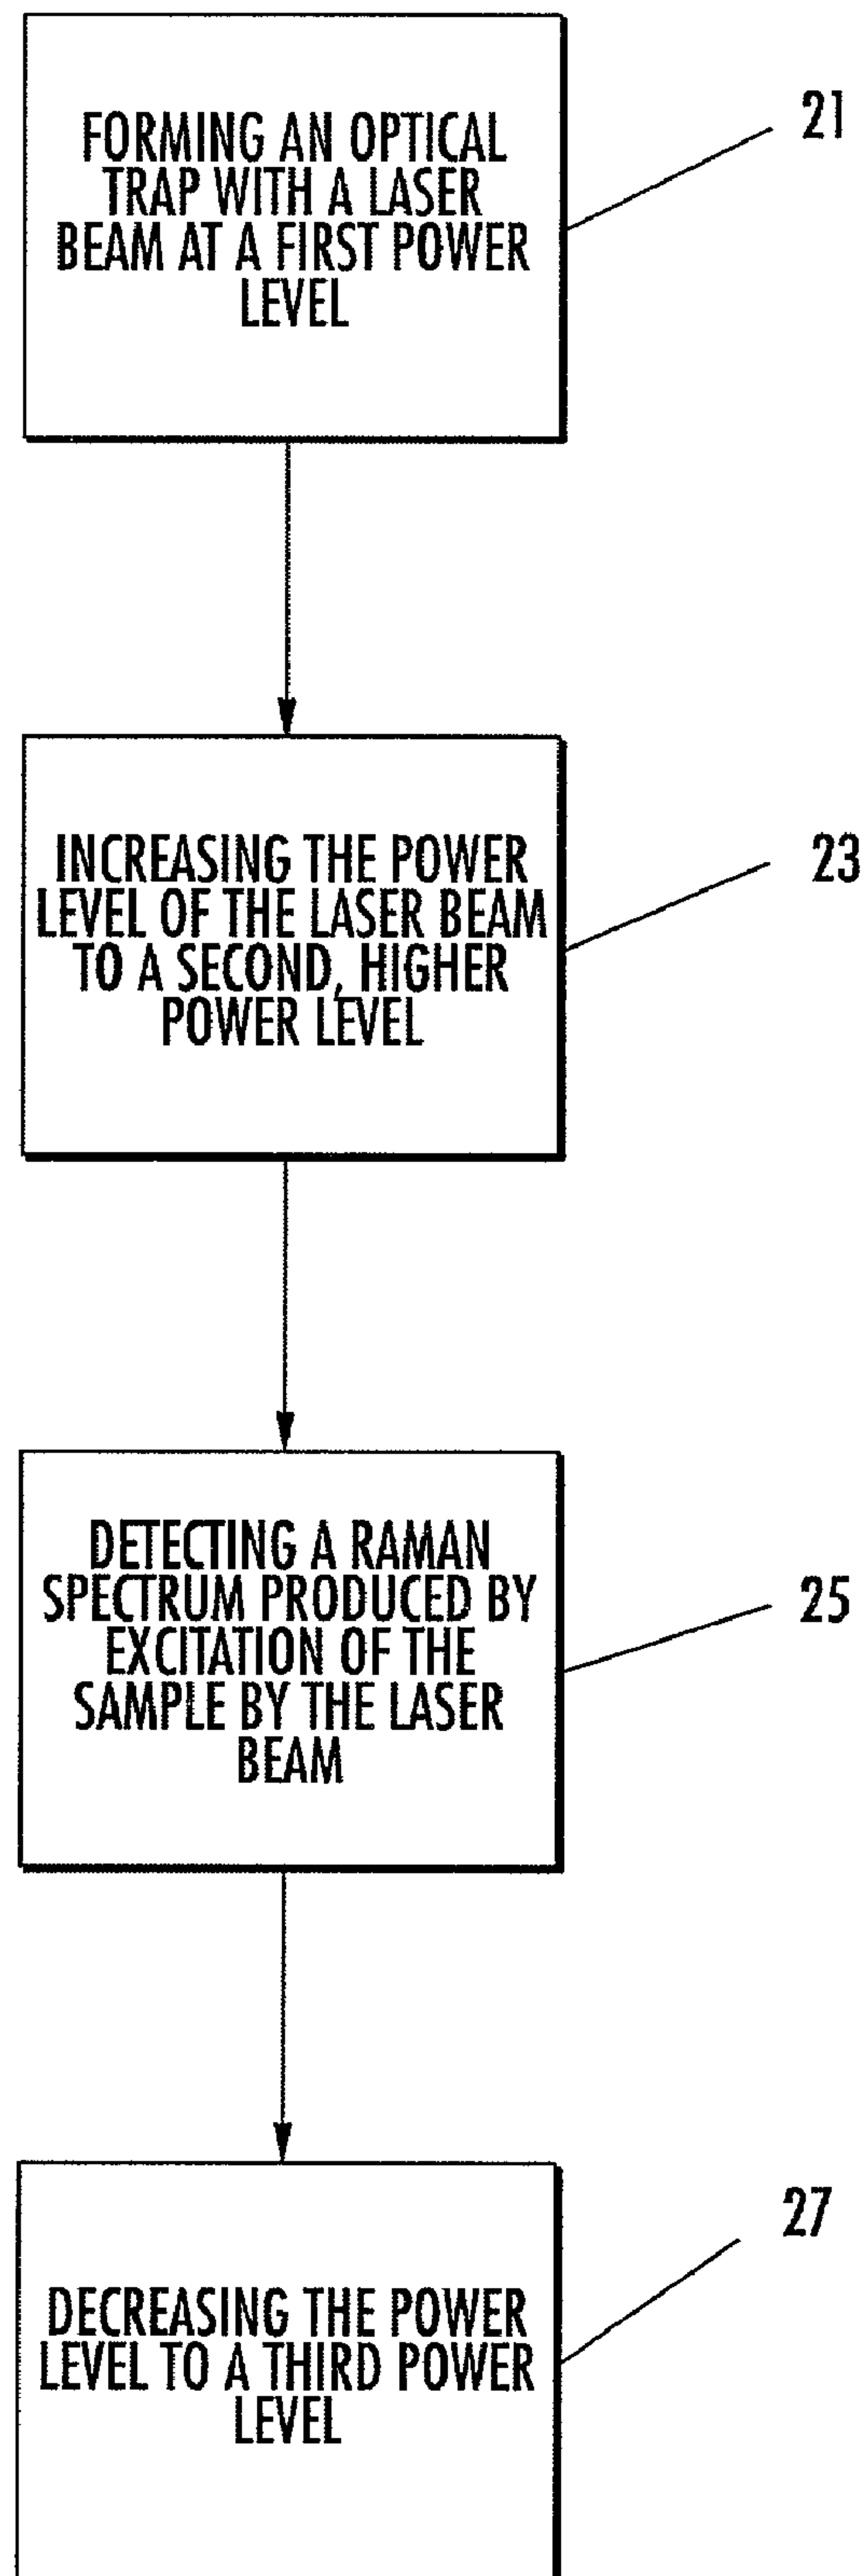 FORMING AN OPTICAL
TRAP WITH A LASER
BEAM AT A FIRST POWER
LEVEL
21
INCREASING THE POWER
LEVEL OF THE LASER BEAM
TO A SECOND, HIGHER
POWER LEVEL
23
DETECTING A RAMAN
SPECTRUM PRODUCED BY
EXCITATION OF THE
SAMPLE BY THE LASER
BEAM
25
DECREASING THE POWER
LEVEL TO A THIRD POWER
LEVEL
27